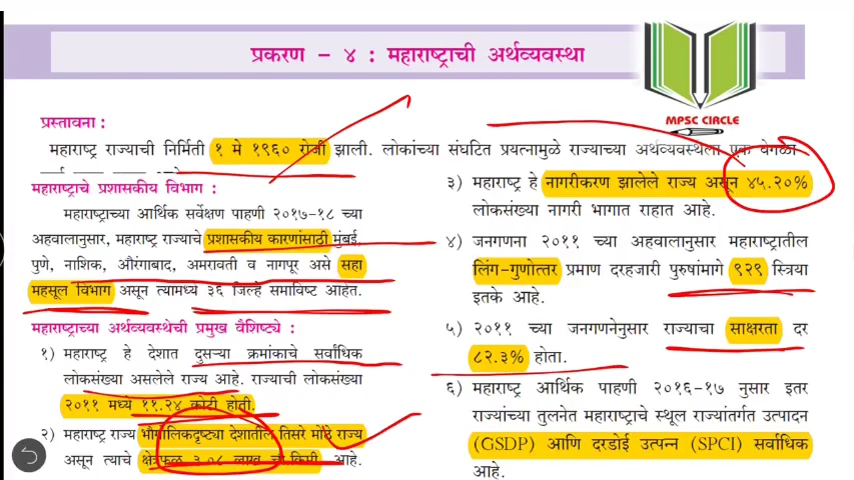 प्रकरण - ४ : महाराष्ट्राची अर्थव्यवस्था
MPSC CIRCLE
प्रस्तावना :
महाराष्ट्र राज्याची निर्मिती १ मे १९६० रोजी झाली. लोकांच्या संघटित प्रयत्नामुळे राज्याच्या अर्थव्यवस्थेला एक वेगळा
महाराष्ट्राचे प्रशासकीय विभाग :
महाराष्ट्राच्या आर्थिक सर्वेक्षण पाहणी २०१७-१८ च्या
अहवालानुसार, महाराष्ट्र राज्याचे प्रशासकीय कारणांसाठी मुंबई,
पुणे, नाशिक, औरंगाबाद, अमरावती व नागपूर असे सहा
महसूल विभाग असून त्यामध्ये ३६ जिल्हे समाविष्ट आहेत.
महाराष्ट्राच्या अर्थव्यवस्थेची प्रमुख वैशिष्ट्ये :
१) महाराष्ट्र हे देशात दुसऱ्या क्रमांकाचे सर्वाधिक
लोकसंख्या असलेले राज्य आहे. राज्याची लोकसंख्या
२०११ मध्ये ११.२४ कोटी होती.
२) महाराष्ट्र राज्य भौगोलिकदृष्ट्या देशातील तिसरे मोठे राज्य
असून त्याचे क्षेत्रफळ ३.०८ लाख चौ.किमी आहे.
३) महाराष्ट्र हे नागरीकरण झालेले राज्य असून ४५.२०%
लोकसंख्या नागरी भागात राहात आहे.
४) जनगणना २०११ च्या अहवालानुसार महाराष्ट्रातील
लिंग-गुणोत्तर प्रमाण दरहजारी पुरुषांमागे ९२९ स्त्रिया
इतके आहे.
५) २०११ च्या जनगणनेनुसार राज्याचा साक्षरता दर
८२.३% होता.
६) महाराष्ट्र आर्थिक पाहणी २०१६-१७ नुसार इतर
राज्यांच्या तुलनेत महाराष्ट्राचे स्थूल राज्यांतर्गत उत्पादन
(GSDP) आणि दरडोई उत्पन्न (SPCI) सर्वाधिक
आहे.